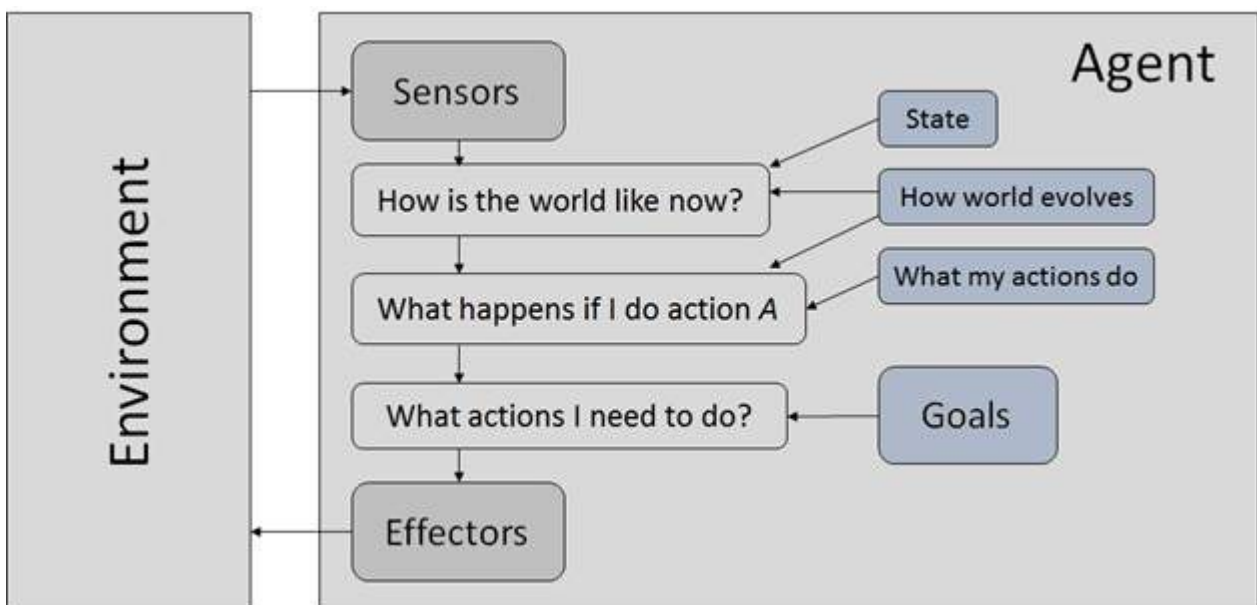 Environment
Agent
Sensors
State
How is the world like now?
How world evolves
What my actions do
What happens if I do action A
What actions I need to do?
Goals
Effectors